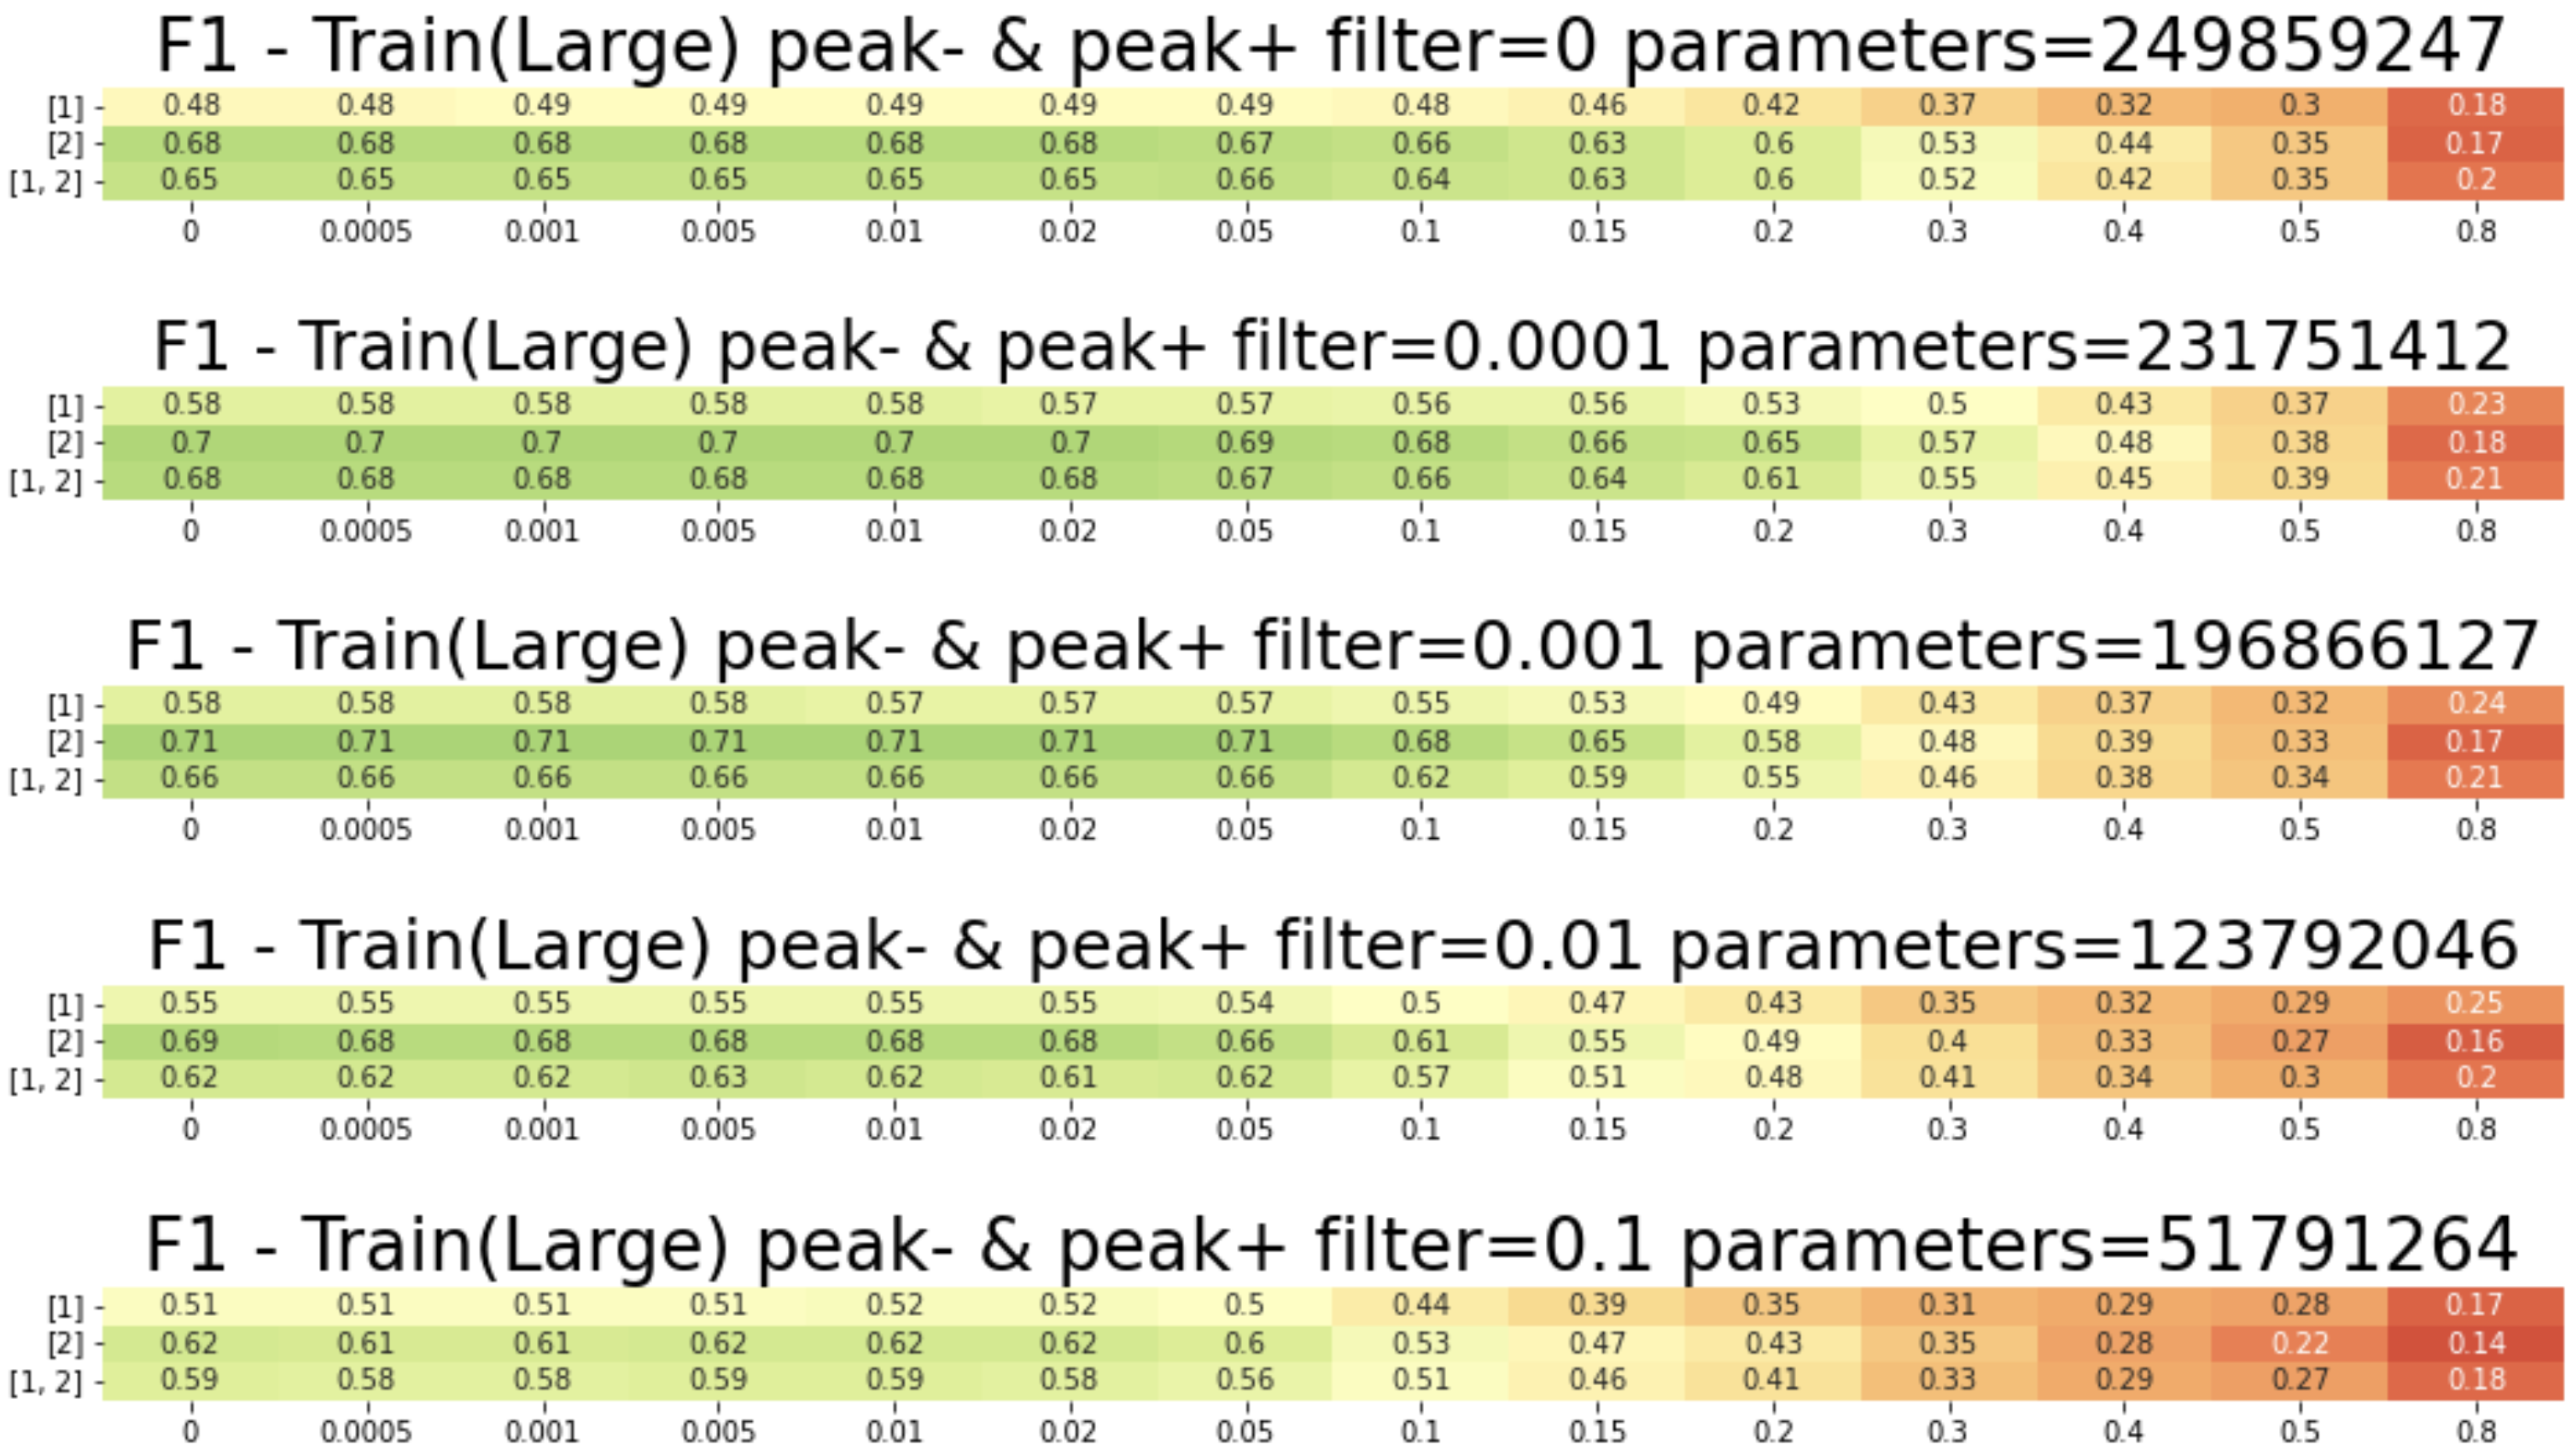 F1 - Train(Large) peak- & peak+ filter=0 parameters=249859247
[1] 0.48 0.48 0.49 0.49 0.49 0.49 0.49 0.48 0.46 0.42 0.37 0.32 0.3 0.18
[2] 0.68 0.68 0.68 0.68 0.68 0.68 0.67 0.66 0.63 0.6 0.53 0.44 0.35 0.17
[1, 2] 0.65 0.65 0.65 0.65 0.65 0.65 0.66 0.64 0.63 0.6 0.52 0.42 0.35 0.2
0 0.0005 0.001 0.005 0.01 0.02 0.05 0.1 0.15 0.2 0.3 0.4 0.5 0.8
F1 - Train(Large) peak- & peak+ filter=0.0001 parameters=231751412
[1] 0.58 0.58 0.58 0.58 0.58 0.57 0.57 0.56 0.56 0.53 0.5 0.43 0.37 0.23
[2] 0.7 0.7 0.7 0.7 0.7 0.7 0.69 0.68 0.66 0.65 0.57 0.48 0.38 0.18
[1, 2] 0.68 0.68 0.68 0.68 0.68 0.68 0.67 0.66 0.64 0.61 0.55 0.45 0.39 0.21
0 0.0005 0.001 0.005 0.01 0.02 0.05 0.1 0.15 0.2 0.3 0.4 0.5 0.8
F1 - Train(Large) peak- & peak+ filter=0.001 parameters=196866127
[1] 0.58 0.58 0.58 0.58 0.57 0.57 0.57 0.55 0.53 0.49 0.43 0.37 0.32 0.24
[2] 0.71 0.71 0.71 0.71 0.71 0.71 0.71 0.68 0.65 0.58 0.48 0.39 0.33 0.17
[1, 2] 0.66 0.66 0.66 0.66 0.66 0.66 0.66 0.62 0.59 0.55 0.46 0.38 0.34 0.21
0 0.0005 0.001 0.005 0.01 0.02 0.05 0.1 0.15 0.2 0.3 0.4 0.5 0.8
F1 - Train(Large) peak- & peak+ filter=0.01 parameters=123792046
[1] 0.55 0.55 0.55 0.55 0.55 0.55 0.54 0.5 0.47 0.43 0.35 0.32 0.29 0.25
[2] 0.69 0.68 0.68 0.68 0.68 0.68 0.66 0.61 0.55 0.49 0.4 0.33 0.27 0.16
[1, 2] 0.62 0.62 0.62 0.63 0.62 0.61 0.62 0.57 0.51 0.48 0.41 0.34 0.3 0.2
0 0.0005 0.001 0.005 0.01 0.02 0.05 0.1 0.15 0.2 0.3 0.4 0.5 0.8
F1 - Train(Large) peak- & peak+ filter=0.1 parameters=51791264
[1] 0.51 0.51 0.51 0.51 0.52 0.52 0.5 0.44 0.39 0.35 0.31 0.29 0.28 0.17
[2] 0.62 0.61 0.61 0.62 0.62 0.62 0.6 0.53 0.47 0.43 0.35 0.28 0.22 0.14
[1, 2] 0.59 0.58 0.58 0.59 0.59 0.58 0.56 0.51 0.46 0.41 0.33 0.29 0.27 0.18
0 0.0005 0.001 0.005 0.01 0.02 0.05 0.1 0.15 0.2 0.3 0.4 0.5 0.8